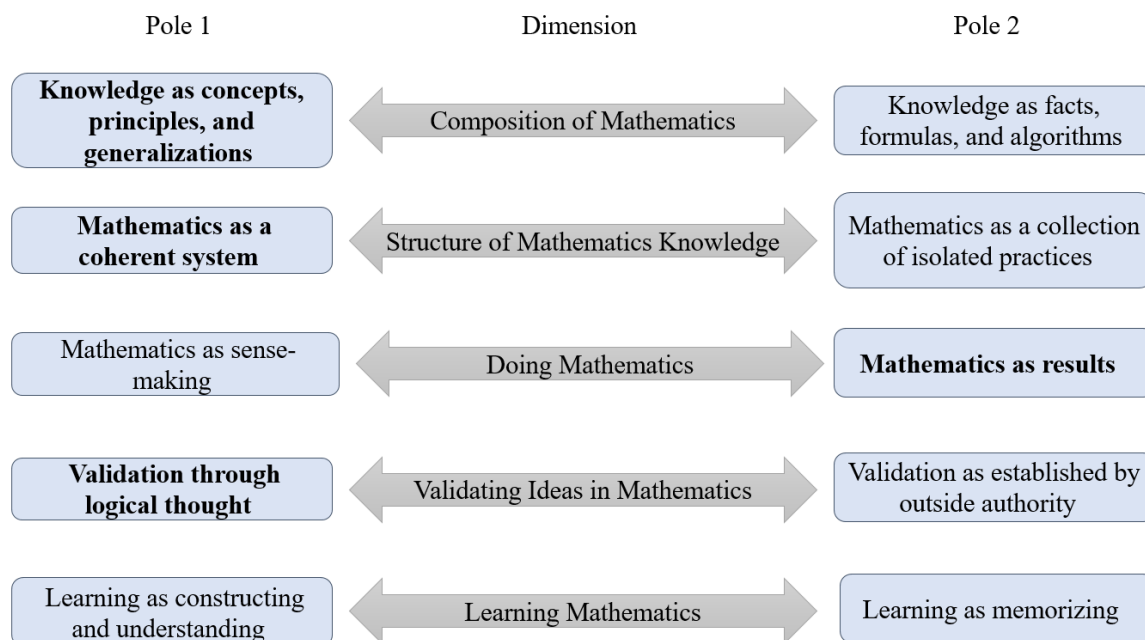 Pole 1 Dimension Pole 2
Knowledge as concepts,
principles, and
generalizations
Composition of Mathematics
Knowledge as facts,
formulas, and algorithms
Mathematics as a
coherent system
Structure of Mathematics Knowledge
Mathematics as a collection
of isolated practices
Mathematics as sense-
making
Doing Mathematics
Mathematics as results
Validation through
logical thought
Validating Ideas in Mathematics
Validation as established by
outside authority
Learning as constructing
and understanding
Learning Mathematics
Learning as memorizing